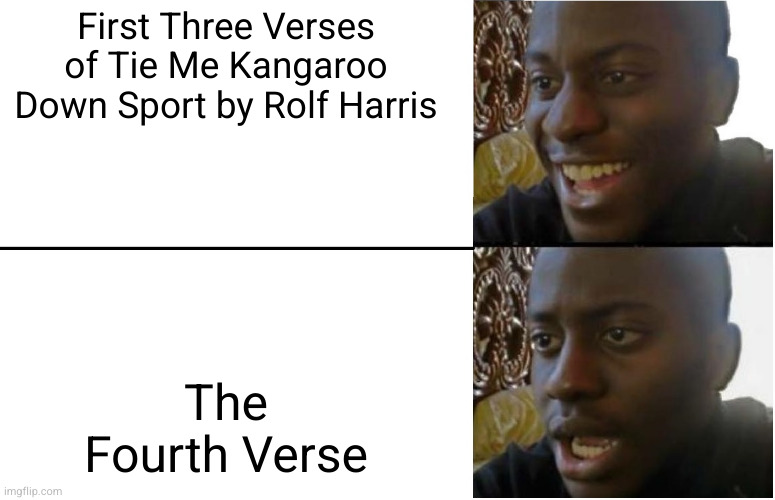 First Three Verses
of Tie Me Kangaroo
Down Sport by Rolf Harris
The
Fourth Verse
imgflip.com